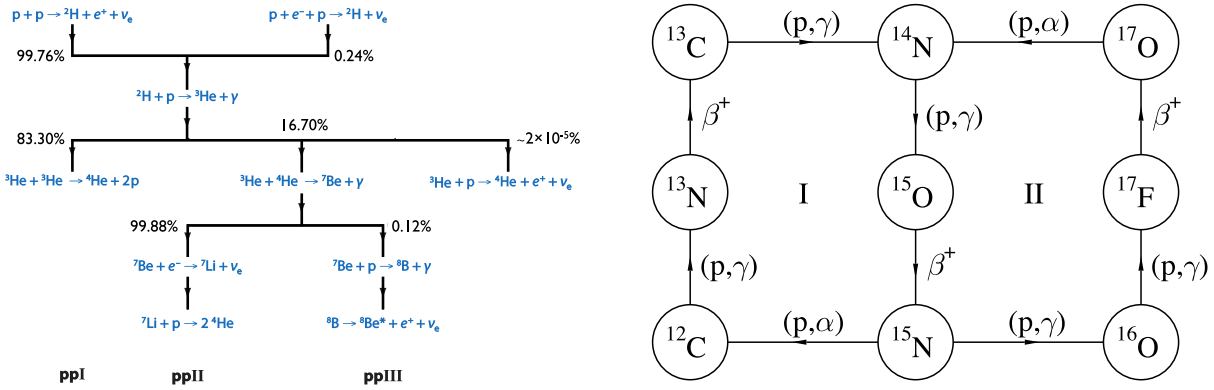 p + p → ²H + e⁺ + νₑ
p + e⁻ + p → ²H + νₑ
99.76%
0.24%
²H + p → ³He + γ
83.30%
16.70%
~2×10⁻⁵%
³He + ³He → ⁴He + 2p
³He + ⁴He → ⁷Be + γ
³He + p → ⁴He + e⁺ + νₑ
99.88%
0.12%
⁷Be + e⁻ → ⁷Li + νₑ
⁷Be + p → ⁸B + γ
⁷Li + p → 2 ⁴He
⁸B → ⁸Be* + e⁺ + νₑ
ppI
ppII
ppIII
¹³C
(p,γ)
¹⁴N
(p,α)
¹⁷O
β⁺
(p,γ)
β⁺
¹³N
I
¹⁵O
II
¹⁷F
(p,γ)
β⁺
(p,γ)
¹²C
(p,α)
¹⁵N
(p,γ)
¹⁶O